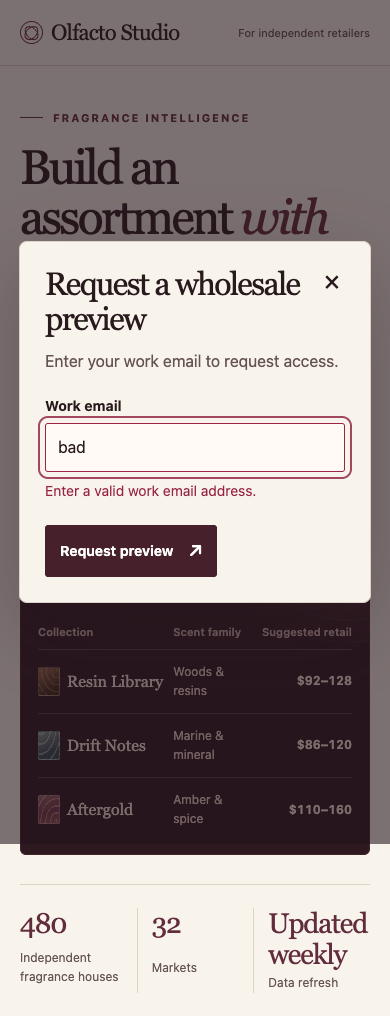 Olfacto Studio
For independent retailers
FRAGRANCE INTELLIGENCE
Build an
assortment with
Request a wholesale
preview
Enter your work email to request access.
Work email
bad
Enter a valid work email address.
Request preview
Collection Scent family Suggested retail
Resin Library Woods &
resins $92–128
Drift Notes Marine &
mineral $86–120
Aftergold Amber &
spice $110–160
480
Independent
fragrance houses
32
Markets
Updated
weekly
Data refresh